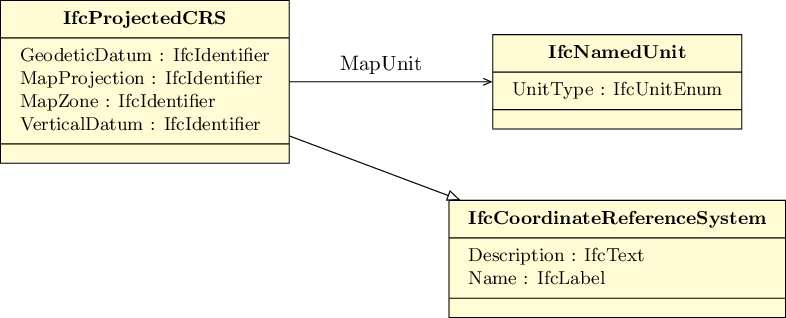 IfcProjectedCRS
GeodeticDatum : IfcIdentifier
MapProjection : IfcIdentifier
MapZone : IfcIdentifier
VerticalDatum : IfcIdentifier
MapUnit
IfcNamedUnit
UnitType : IfcUnitEnum
IfcCoordinateReferenceSystem
Description : IfcText
Name : IfcLabel